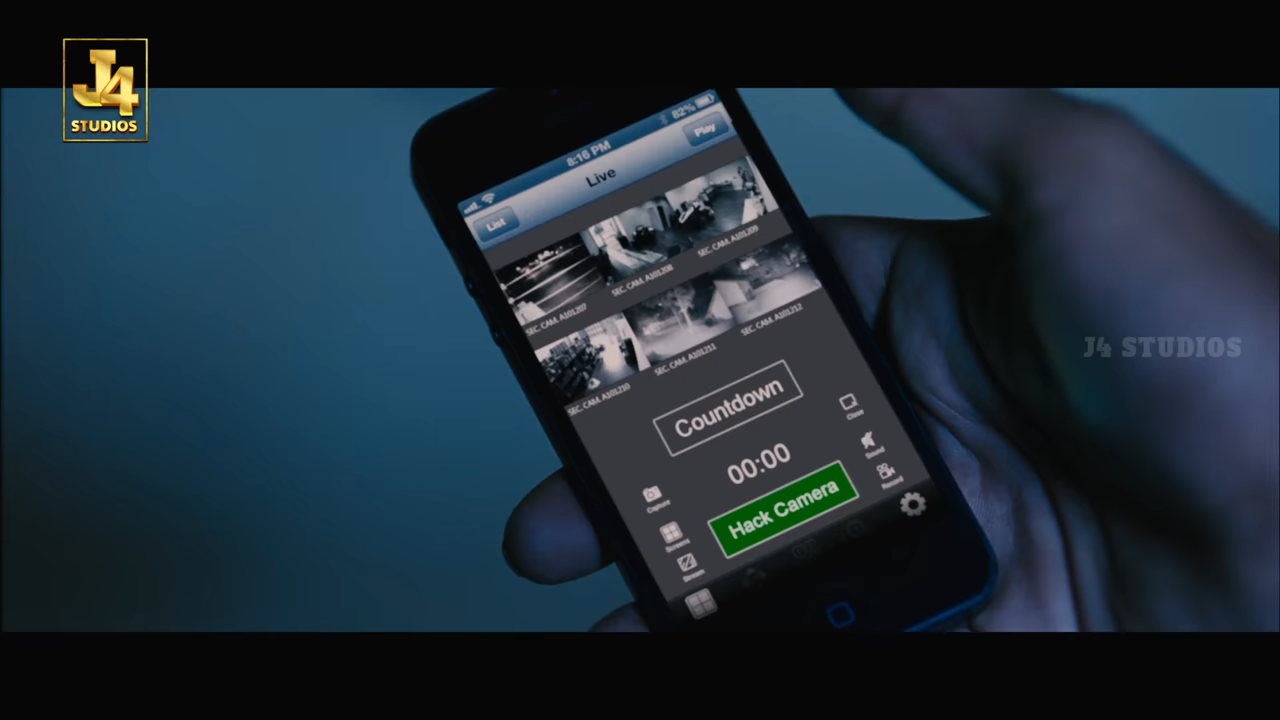 J4
STUDIOS
82%
8:16 PM
Play
Live
List
SEC. CAM. A101207
SEC. CAM. A101208
SEC. CAM. A101209
SEC. CAM. A101210
SEC. CAM. A101211
SEC. CAM. A101212
J4 STUDIOS
Countdown
00:00
Hack Camera
Close
Sound
Record
Capture
Screens
Stream